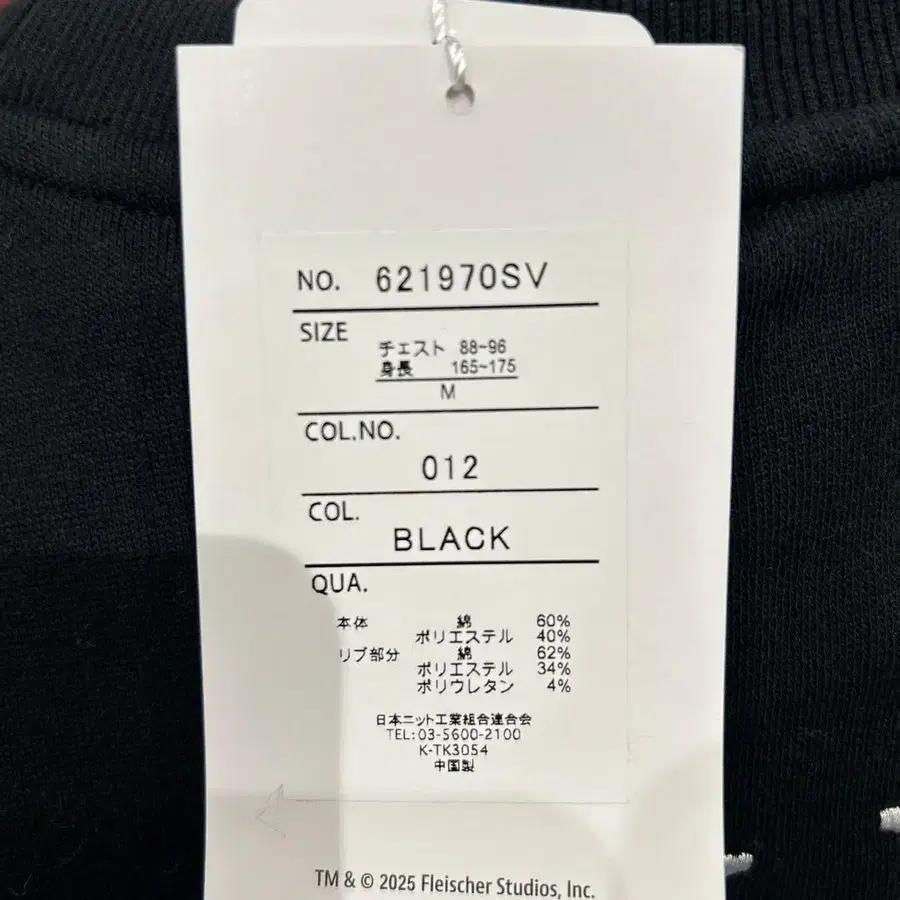 NO. 621970SV
SIZE
チェスト 88~96
身長 165~175
M
COL.NO.
012
COL.
BLACK
QUA.
本体 綿 60%
ポリエステル 40%
リブ部分 綿 62%
ポリエステル 34%
ポリウレタン 4%
日本ニット工業組合連合会
TEL:03-5600-2100
K-TK3054
中国製
TM & © 2025 Fleischer Studios, Inc.